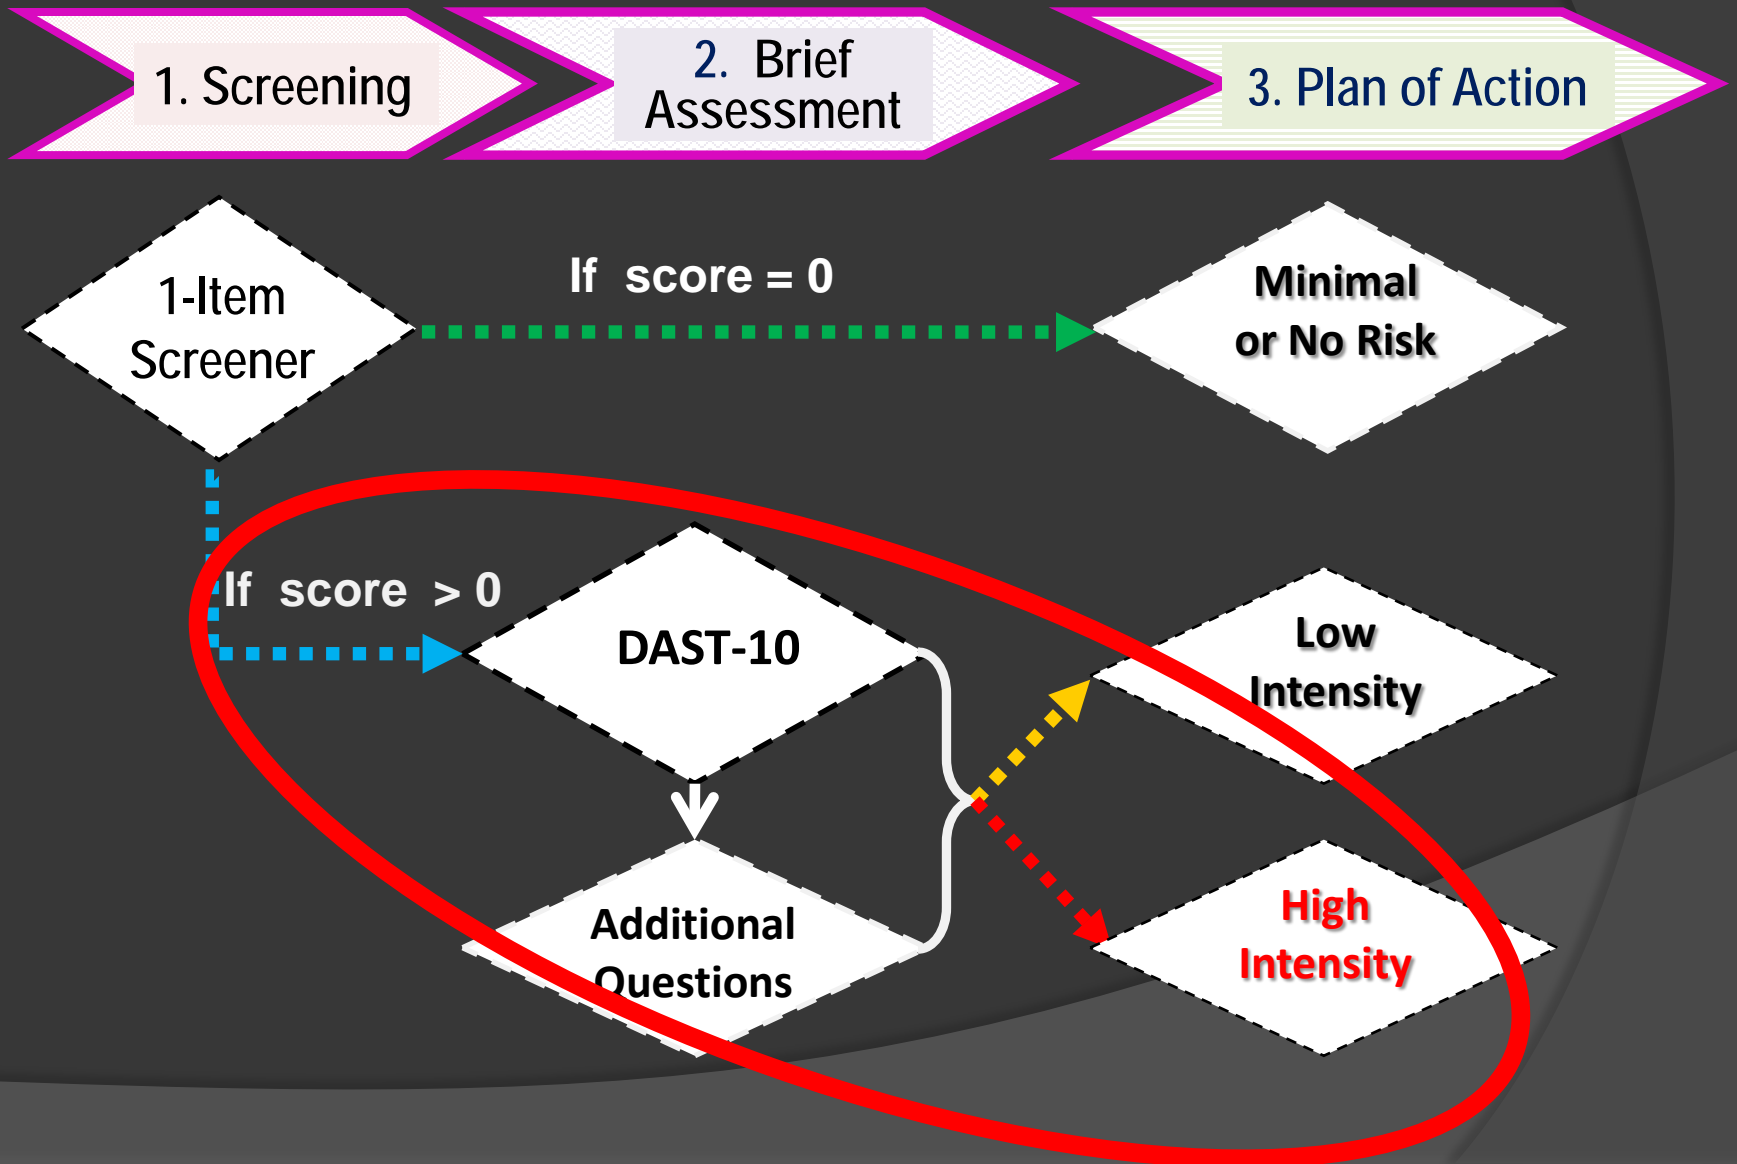 1. Screening
2. Brief
Assessment
3. Plan of Action
1-Item
Screener
If score = 0
Minimal
or No Risk
If score > 0
DAST-10
Low
Intensity
Additional
Questions
High
Intensity